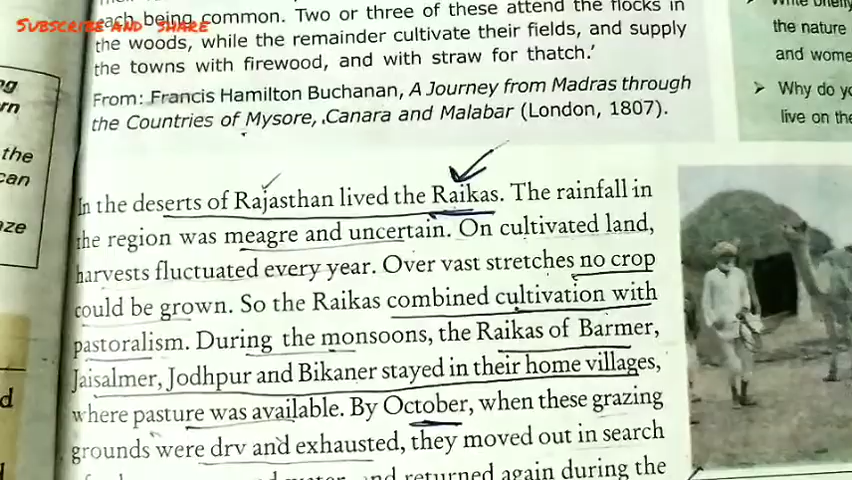 SUBSCRIBE AND SHARE
each being common. Two or three of these attend the flocks in
the woods, while the remainder cultivate their fields, and supply
the towns with firewood, and with straw for thatch.'
From: Francis Hamilton Buchanan, A Journey from Madras through
the Countries of Mysore, Canara and Malabar (London, 1807).
In the deserts of Rajasthan lived the Raikas. The rainfall in
the region was meagre and uncertain. On cultivated land,
harvests fluctuated every year. Over vast stretches no crop
could be grown. So the Raikas combined cultivation with
pastoralism. During the monsoons, the Raikas of Barmer,
Jaisalmer, Jodhpur and Bikaner stayed in their home villages,
where pasture was available. By October, when these grazing
grounds were dry and exhausted, they moved out in search
and returned again during the
the nature
and wome
Why do yo
live on the
the
can